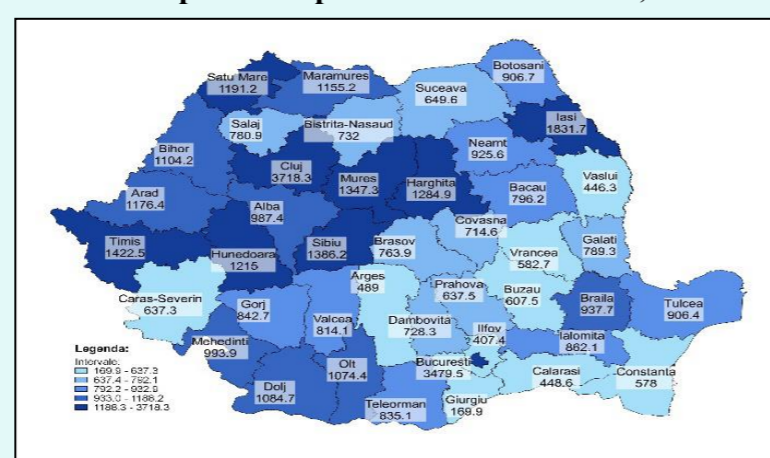 Botosani
906.7
Satu Mare
1191.2
Maramures
1155.2
Suceava
649.6
Iasi
1831.7
Salaj
780.9
Bistrita-Nasaud
732
Neamt
925.6
Bihor
1104.2
Cluj
3718.3
Mures
1347.3
Harghita
1284.9
Vaslui
446.3
Bacau
796.2
Arad
1176.4
Alba
987.4
Covasna
714.6
Timis
1422.5
Hunedoara
1215
Sibiu
1386.2
Brasov
763.9
Galati
789.3
Vrancea
582.7
Arges
489
Prahova
637.5
Buzau
607.5
Caras-Severin
637.3
Gorj
842.7
Valcea
814.1
Dambovita
728.3
Ilfov
407.4
Braila
937.7
Tulcea
906.4
Ialomita
862.1
Mehedinti
993.9
Olt
1074.4
Bucuresti
3479.5
Calarasi
448.6
Constanta
578
Dolj
1084.7
Teleorman
835.1
Giurgiu
169.9
Legenda:
Intervale:
169.9 - 637.3
637.4 - 792.1
792.2 - 932.9
933.0 - 1188.2
1188.3 - 3718.3